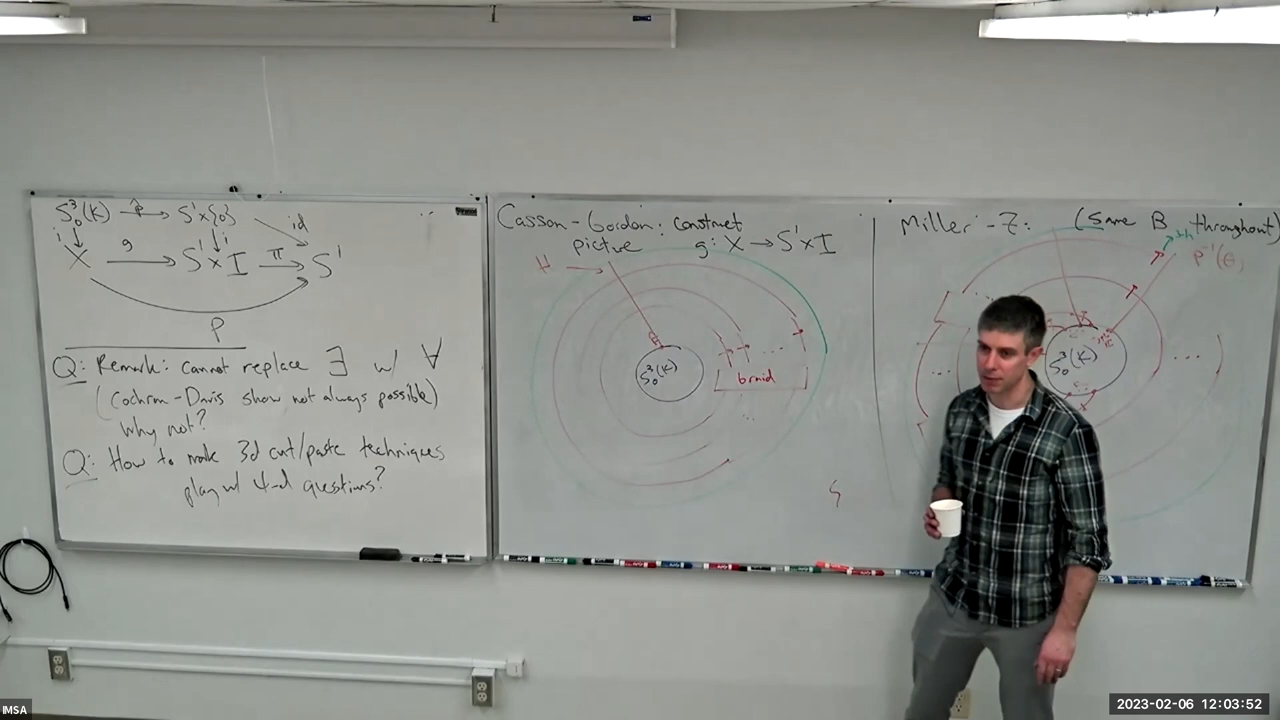 S³₀(K) →p̂ S¹×{0} id
↓i ↓i
X →g S¹×I →π S¹
P
Q: Remark: cannot replace ∃ w/ ∀
(Cochran-Davis show not always possible)
Why not?
Q: How to make 3d cut/paste techniques
play w/ 4-d questions?
Casson-Gordon: construct
picture g: X → S¹×I
H
S³₀(K)
braid
...
Miller-Z: (Same B throughout)
p⁻¹(θ)
S³₀(K)
...
IMSA
2023-02-06 12:03:52